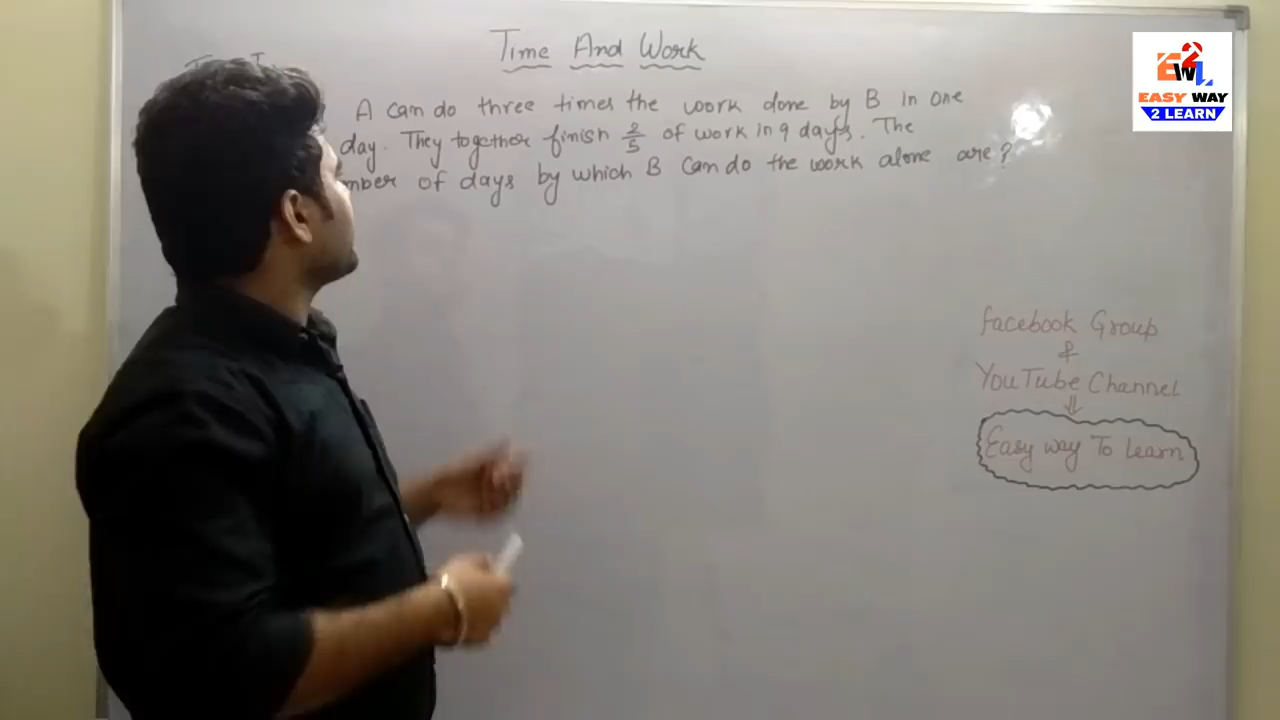 Time And Work
A can do three times the work done by B in one
day. They together finish 2/5 of work in 9 days. The
of days by which B can do the work alone are?
E2WL
EASY WAY
2 LEARN
Facebook Group
&
YouTube Channel
⇓
Easy way To Learn